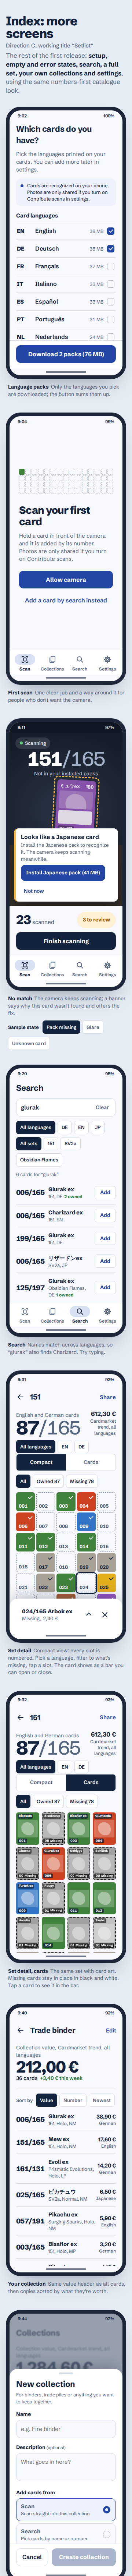 Index: more
screens
Direction C, working title "Setlist"
The rest of the first release: setup,
empty and error states, search, a full
set, your own collections and settings,
using the same numbers-first catalogue
look.
9:02
100%
Which cards do you
have?
Pick the languages printed on your
cards. You can add more later in
settings.
Cards are recognised on your phone.
Photos are only shared if you turn on
Contribute scans in settings.
Card languages
EN English 38 MB
DE Deutsch 38 MB
FR Français 37 MB
IT Italiano 33 MB
ES Español 33 MB
PT Português 31 MB
NL Nederlands 24 MB
Download 2 packs (76 MB)
Language packs Only the languages you pick
are downloaded; the button sums them up.
9:04
99%
Scan your first
card
Hold a card in front of the camera
and it is added by its number.
Photos are only shared if you turn
on Contribute scans.
Allow camera
Add a card by search instead
Scan Collections Search Settings
First scan One clear job and a way around it for
people who don't want the camera.
9:11
97%
Scanning
151/165
Not in your installed packs
Looks like a Japanese card
Install the Japanese pack to recognize
it. The camera keeps scanning
meanwhile.
Install Japanese pack (41 MB)
Not now
23 scanned
3 to review
Finish scanning
Scan Collections Search Settings
No match The camera keeps scanning; a banner
says why this card wasn't found and offers the
fix.
Sample state Pack missing Glare
Unknown card
9:20
95%
Search
glurak
Clear
All languages DE EN JP
All sets 151 SV2a
Obsidian Flames
6 cards for "glurak"
006/165 Glurak ex Add
151, DE 2 owned
006/165 Charizard ex Add
151, EN
199/165 Glurak ex Add
151, DE
006/165 リザードンex Add
SV2a, JP
125/197 Glurak ex Add
Obsidian Flames,
DE 1 owned
Scan Collections Search Settings
Search Names match across languages, so
"glurak" also finds Charizard. Try typing.
9:31
93%
151
Share
English and German cards
87/165
612,30 €
Cardmarket
trend, all
languages
All languages EN DE
Compact Cards
All Owned 87 Missing 78
001 002 003 004 005
006 007 008 009 010
011 012 013 014 015
016 017 018 019 020
021 022 023 024 025
024/165 Arbok ex
Missing, 2,40 €
Set detail Compact view: every slot is
numbered. Pick a language, filter to what's
missing, tap a slot. The card shows as a bar you
can open or close.
9:32
93%
151
Share
English and German cards
87/165
612,30 €
Cardmarket
trend, all
languages
All languages EN DE
Compact Cards
All Owned 87 Missing 78
Set detail, cards The same set with card art.
Missing cards stay in place in black and white.
Tap a card to see it in the bar.
9:40
92%
Trade binder
Edit
Collection value, Cardmarket trend, all
languages
212,00 €
36 cards +3,40 € this week
Sort by Value Number Newest
006/165 Glurak ex 38,90 €
151, Holo, NM German
151/165 Mew ex 17,60 €
151, Holo, NM English
161/131 Evoli ex 14,20 €
Prismatic Evolutions, German
Holo, LP
025/165 ピカチュウ 6,50 €
SV2a, Normal, NM Japanese
057/191 Pikachu ex 5,90 €
Surging Sparks, Holo, English
NM
003/165 Bisaflor ex 3,20 €
151, Holo, MP German
Your collection Same value header as all cards,
then copies sorted by what they're worth.
9:44
92%
Collections
New collection
For binders, trade piles or anything you want
to keep together.
Name
e.g. Fire binder
Description (optional)
What goes in here?
Add cards from
Scan
Scan straight into this collection
Search
Pick cards by name or number
Cancel Create collection